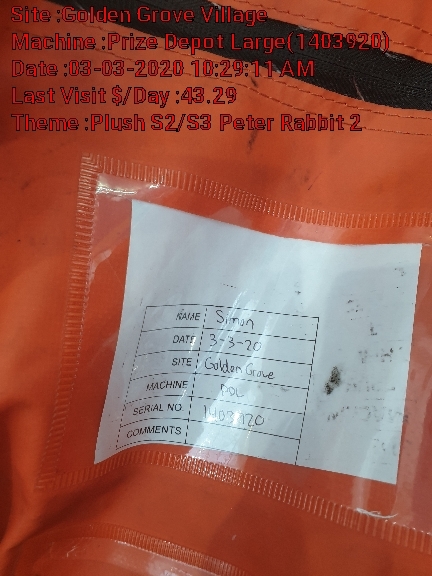 Site :Golden Grove Village
Machine :Prize Depot Large(1403920)
Date :03-03-2020 10:29:11 AM
Last Visit $/Day :43.29
Theme :Plush S2/S3 Peter Rabbit 2
NAME Simon
DATE 3-3-20
SITE Golden Grove
MACHINE PDL
SERIAL NO. 1403920
COMMENTS